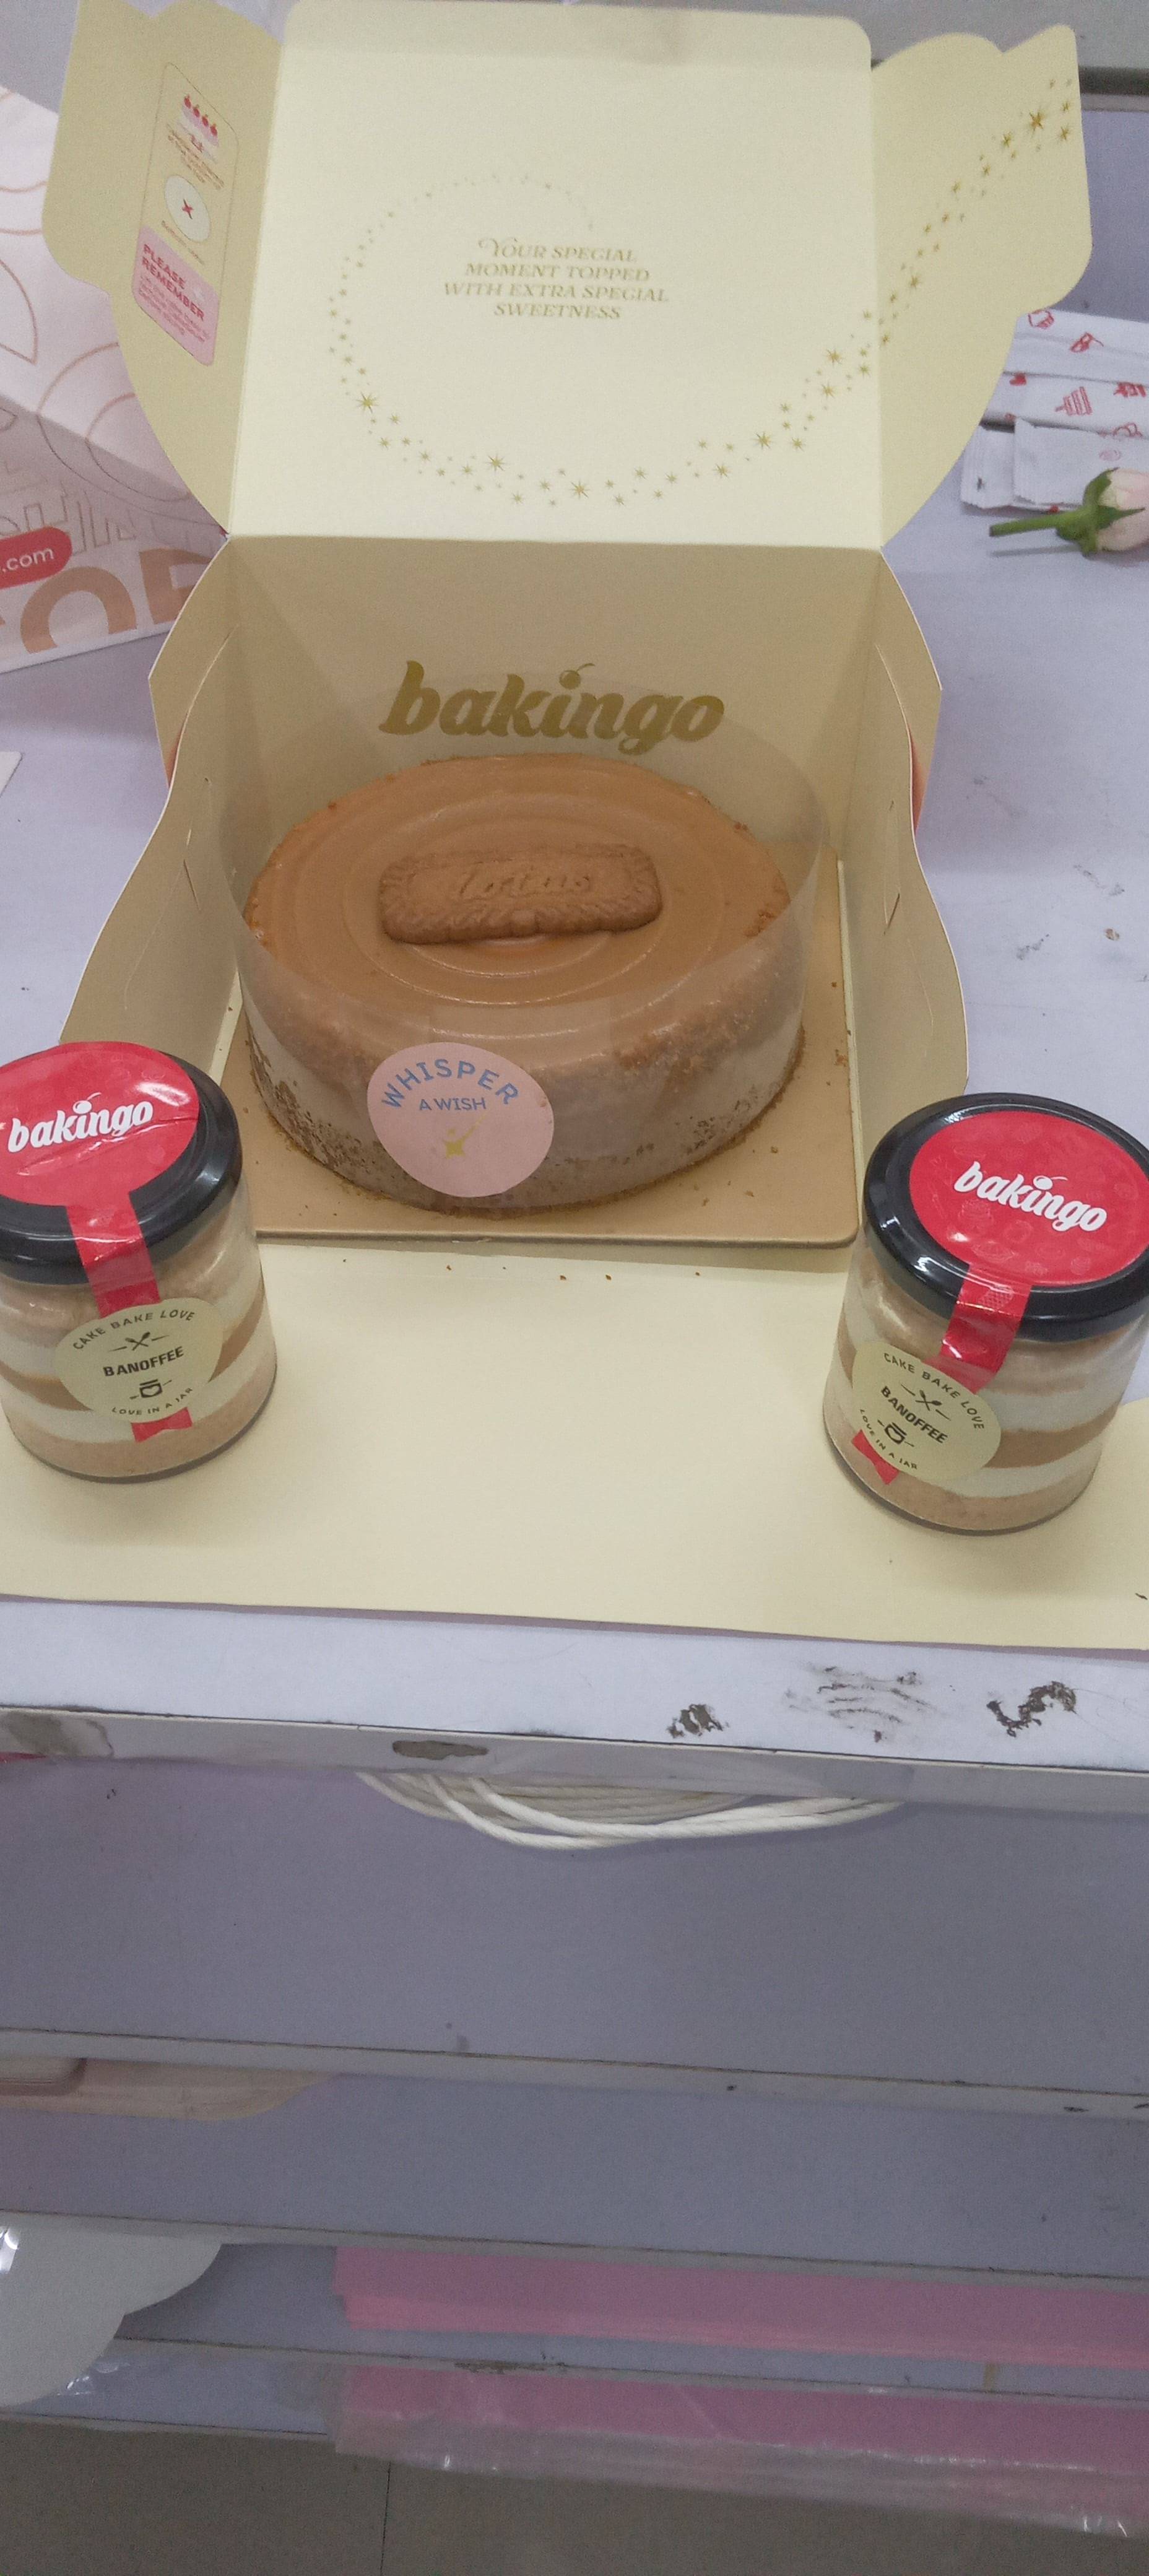 YOUR SPECIAL
MOMENT TOPPED
WITH EXTRA SPECIAL
SWEETNESS
PLEASE
REMEMBER
.com
bakingo
WHISPER
A WISH
bakingo
CAKE BAKE LOVE
BANOFFEE
LOVE IN A JAR
bakingo
CAKE BAKE LOVE
BANOFFEE
LOVE IN A JAR